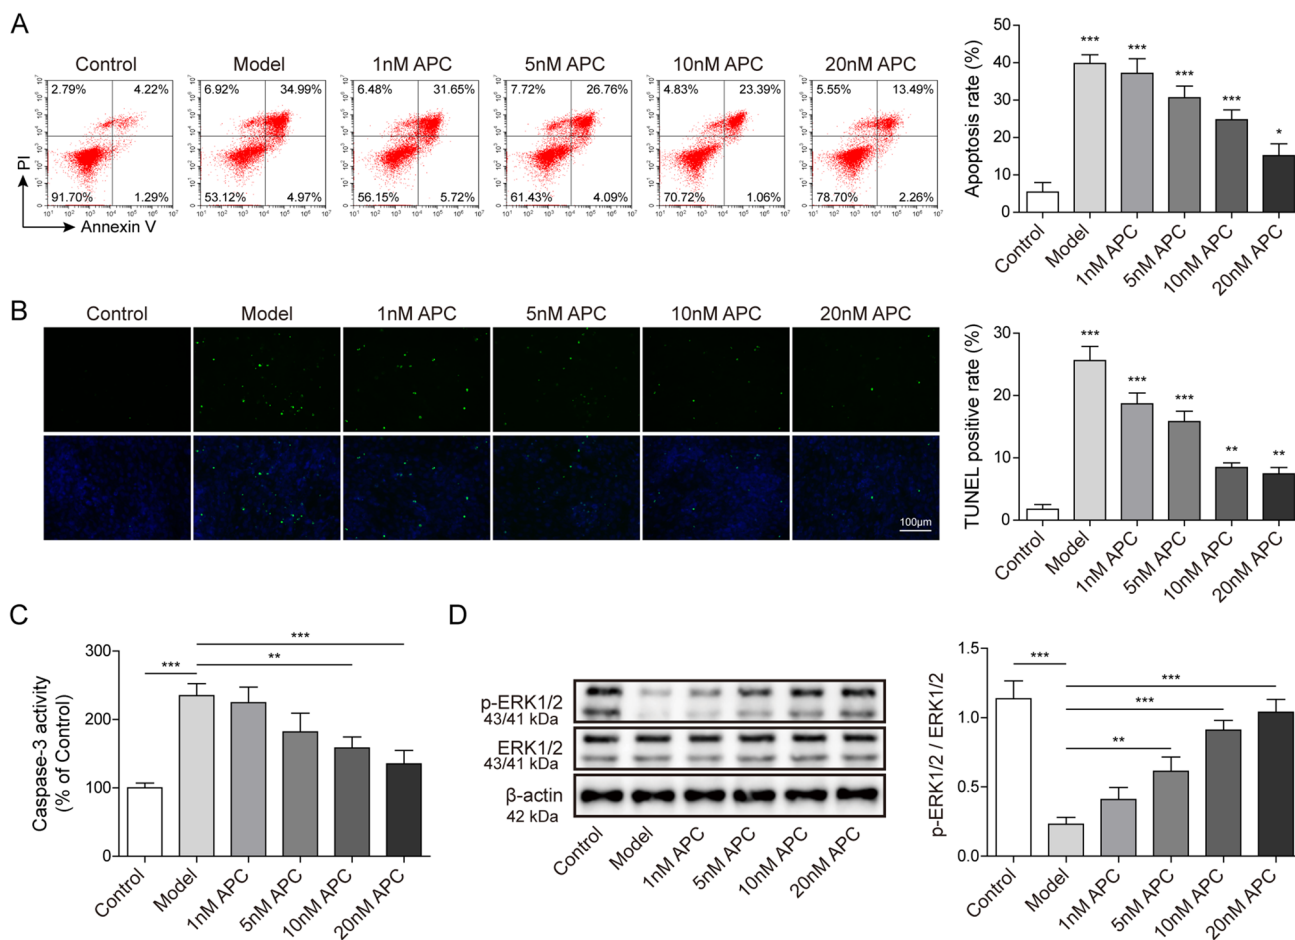 A
Control
Model
1nM APC
5nM APC
10nM APC
20nM APC
2.79% 4.22%
91.70% 1.29%
6.92% 34.99%
53.12% 4.97%
6.48% 31.65%
56.15% 5.72%
7.72% 26.76%
61.43% 4.09%
4.83% 23.39%
70.72% 1.06%
5.55% 13.49%
78.70% 2.26%
PI
Annexin V
Apoptosis rate (%)
50
40
30
20
10
0
*** *** *** *** *
Control
Model
1nM APC
5nM APC
10nM APC
20nM APC
B
Control
Model
1nM APC
5nM APC
10nM APC
20nM APC
100μm
TUNEL positive rate (%)
30
20
10
0
*** *** *** ** **
Control
Model
1nM APC
5nM APC
10nM APC
20nM APC
C
Caspase-3 activity
(% of Control)
300
200
100
0
***
**
***
Control
Model
1nM APC
5nM APC
10nM APC
20nM APC
D
p-ERK1/2
43/41 kDa
ERK1/2
43/41 kDa
β-actin
42 kDa
Control
Model
1nM APC
5nM APC
10nM APC
20nM APC
p-ERK1/2 / ERK1/2
1.5
1.0
0.5
0.0
***
***
***
**
Control
Model
1nM APC
5nM APC
10nM APC
20nM APC